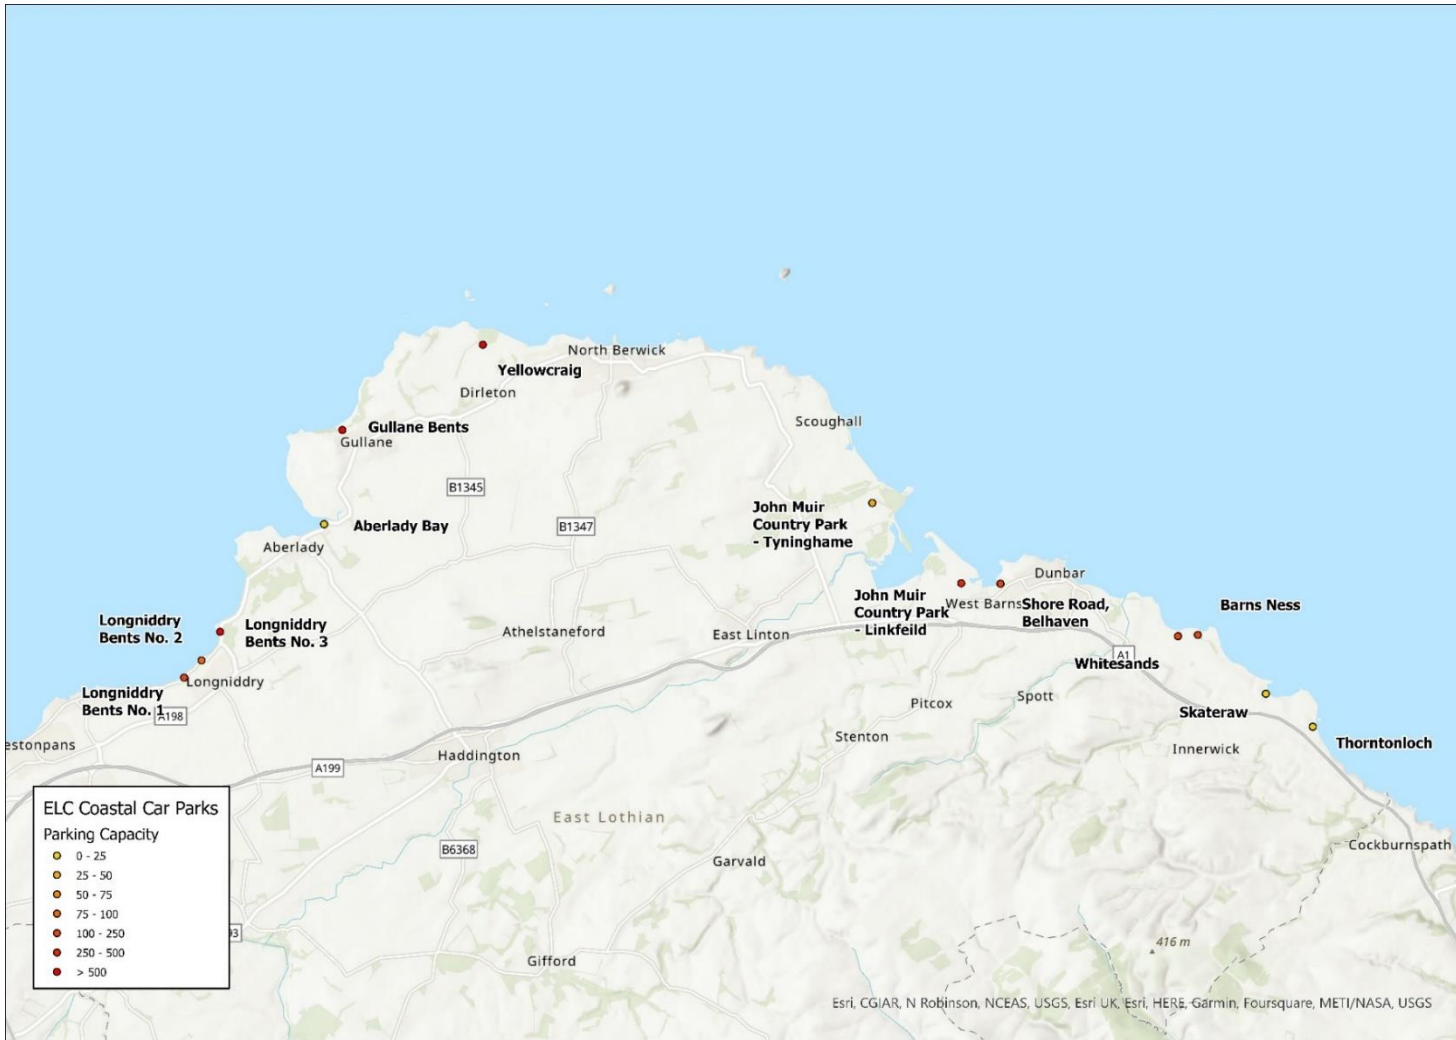 North Berwick
Yellowcraig
Dirleton
Scoughall
Gullane Bents
Gullane
B1345
John Muir
Country Park
- Tyninghame
Aberlady Bay
B1347
Aberlady
Dunbar
John Muir
Country Park
- Linkfeild
West Barns
Shore Road,
Belhaven
Barns Ness
Longniddry
Bents No. 2
Longniddry
Bents No. 3
Athelstaneford
East Linton
A1
Whitesands
Longniddry
Longniddry
Bents No. 1
A198
Spott
Pitcox
Skateraw
Stenton
Innerwick
Thorntonloch
estonpans
Haddington
A199
East Lothian
B6368
Garvald
Cockburnspath
93
Gifford
416 m
ELC Coastal Car Parks
Parking Capacity
0 - 25
25 - 50
50 - 75
75 - 100
100 - 250
250 - 500
> 500
Esri, CGIAR, N Robinson, NCEAS, USGS, Esri UK, Esri, HERE, Garmin, Foursquare, METI/NASA, USGS